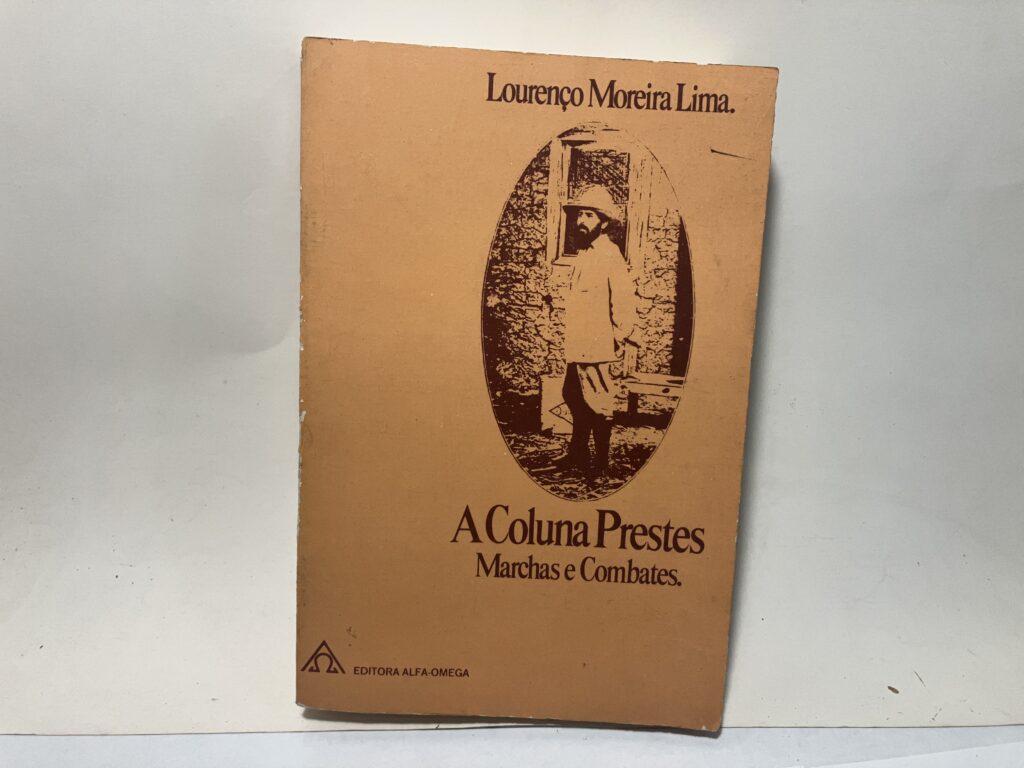 Lourenço Moreira Lima.
A Coluna Prestes
Marchas e Combates.
EDITORA ALFA-OMEGA